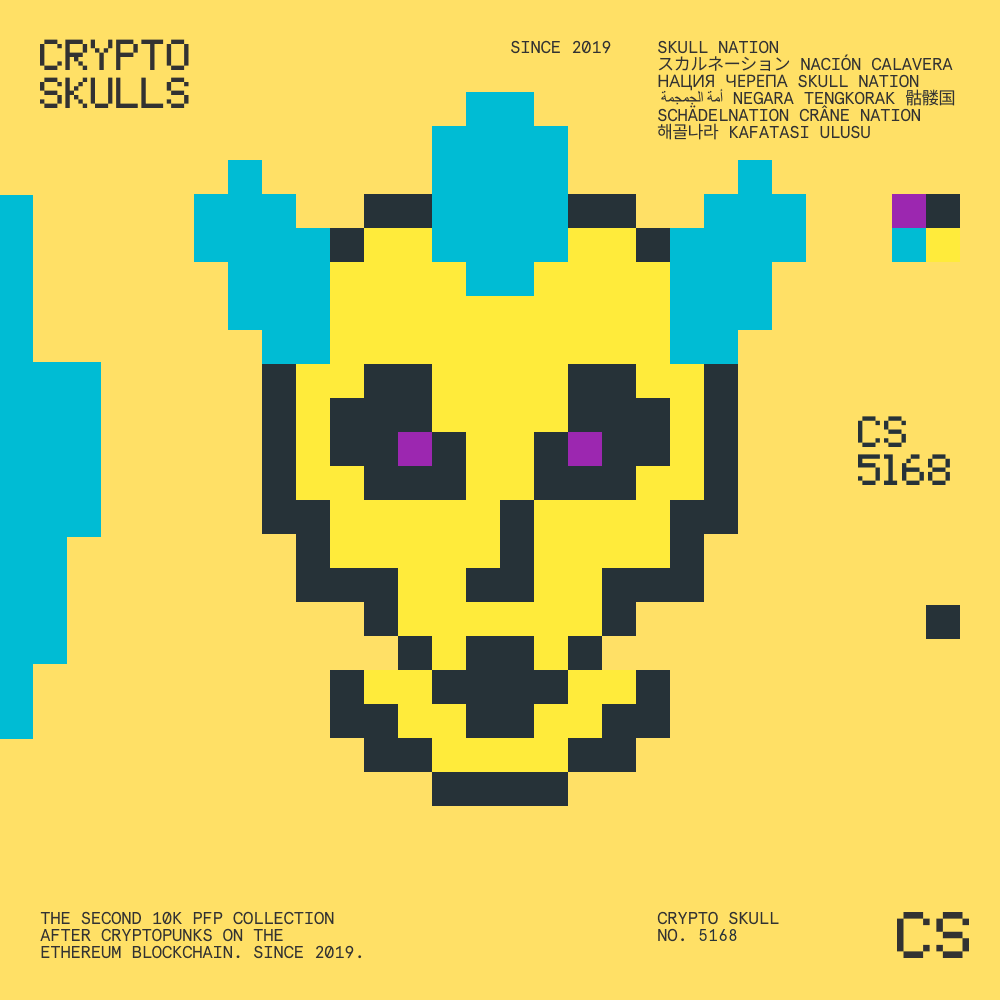 CRYPTO
SKULLS
SINCE 2019
SKULL NATION
スカルネーション NACIÓN CALAVERA
НАЦИЯ ЧЕРЕПА SKULL NATION
أمة الجمجمة NEGARA TENGKORAK 骷髅国
SCHÄDELNATION CRÂNE NATION
해골나라 KAFATASI ULUSU
CS
5168
THE SECOND 10K PFP COLLECTION
AFTER CRYPTOPUNKS ON THE
ETHEREUM BLOCKCHAIN. SINCE 2019.
CRYPTO SKULL
NO. 5168
CS